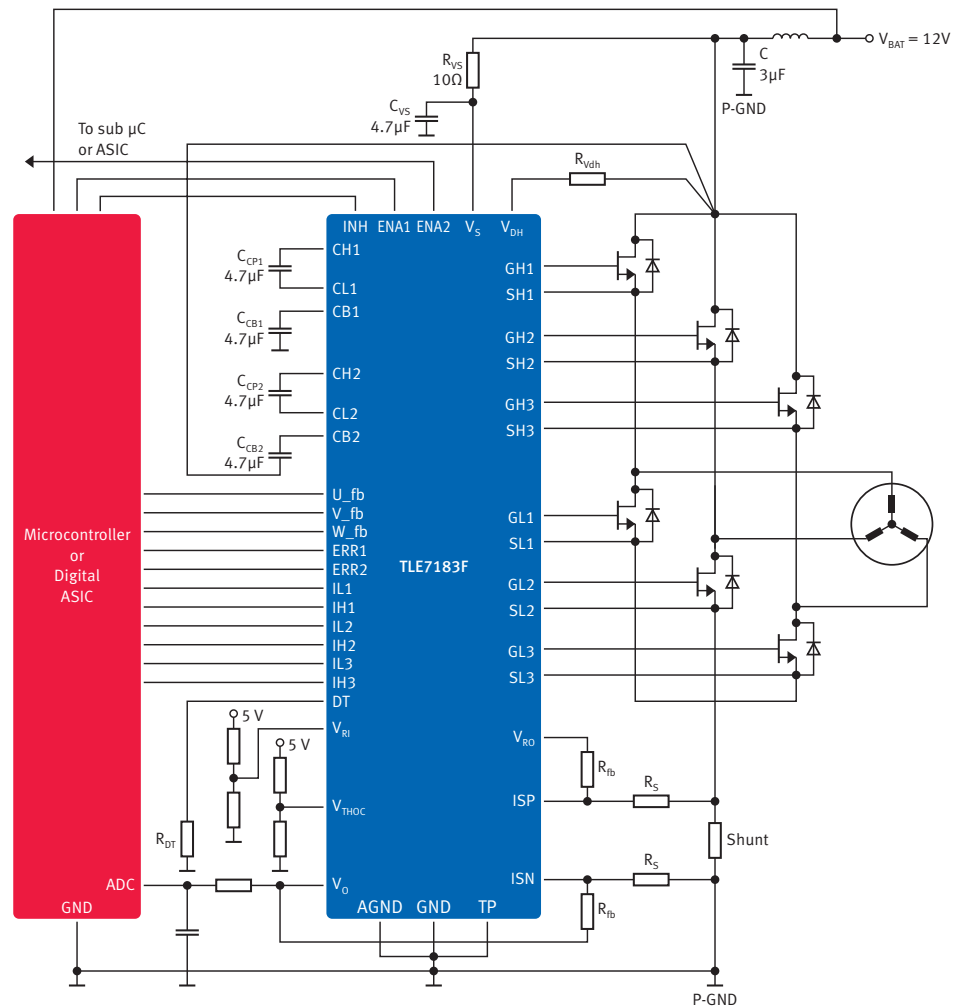 V_BAT = 12V
C
3µF
P-GND
R_VS
10Ω
C_VS
4.7µF
To sub µC
or ASIC
R_Vdh
INH
ENA1
ENA2
V_S
V_DH
C_CP1
4.7µF
C_CB1
4.7µF
C_CP2
4.7µF
C_CB2
4.7µF
CH1
CL1
CB1
CH2
CL2
CB2
U_fb
V_fb
W_fb
ERR1
ERR2
IL1
IH1
IL2
IH2
IL3
IH3
DT
V_RI
V_THOC
V_O
GH1
SH1
GH2
SH2
GH3
SH3
GL1
SL1
GL2
SL2
GL3
SL3
V_RO
ISP
ISN
TLE7183F
Microcontroller
or
Digital
ASIC
5 V
5 V
R_DT
ADC
GND
AGND
GND
TP
R_fb
R_S
Shunt
R_S
R_fb
P-GND